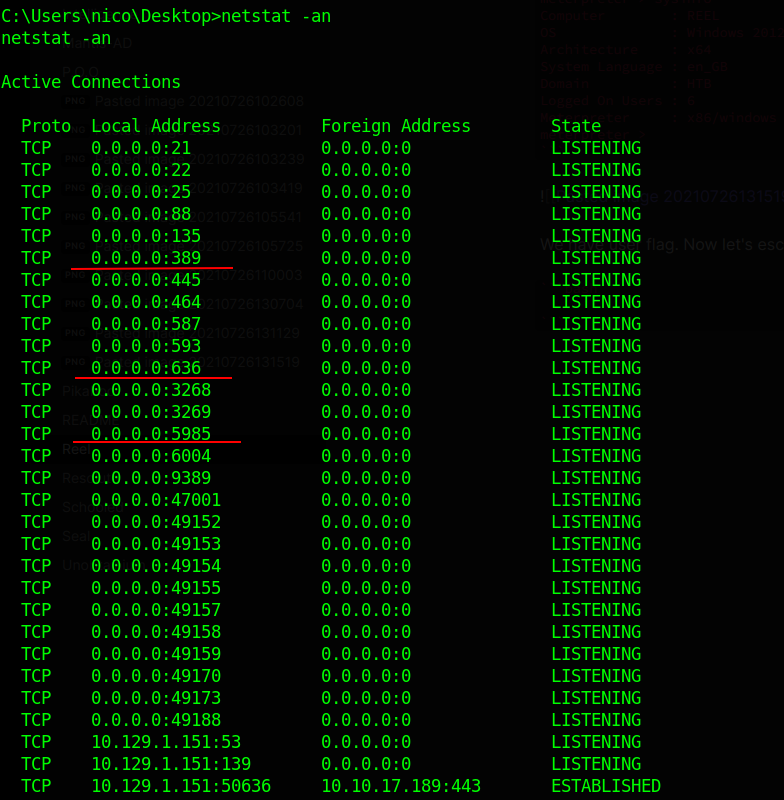 C:\Users\nico\Desktop>netstat -an
netstat -an
Active Connections
Proto Local Address Foreign Address State
TCP 0.0.0.0:21 0.0.0.0:0 LISTENING
TCP 0.0.0.0:22 0.0.0.0:0 LISTENING
TCP 0.0.0.0:25 0.0.0.0:0 LISTENING
TCP 0.0.0.0:88 0.0.0.0:0 LISTENING
TCP 0.0.0.0:135 0.0.0.0:0 LISTENING
TCP 0.0.0.0:389 0.0.0.0:0 LISTENING
TCP 0.0.0.0:445 0.0.0.0:0 LISTENING
TCP 0.0.0.0:464 0.0.0.0:0 LISTENING
TCP 0.0.0.0:587 0.0.0.0:0 LISTENING
TCP 0.0.0.0:593 0.0.0.0:0 LISTENING
TCP 0.0.0.0:636 0.0.0.0:0 LISTENING
TCP 0.0.0.0:3268 0.0.0.0:0 LISTENING
TCP 0.0.0.0:3269 0.0.0.0:0 LISTENING
TCP 0.0.0.0:5985 0.0.0.0:0 LISTENING
TCP 0.0.0.0:6004 0.0.0.0:0 LISTENING
TCP 0.0.0.0:9389 0.0.0.0:0 LISTENING
TCP 0.0.0.0:47001 0.0.0.0:0 LISTENING
TCP 0.0.0.0:49152 0.0.0.0:0 LISTENING
TCP 0.0.0.0:49153 0.0.0.0:0 LISTENING
TCP 0.0.0.0:49154 0.0.0.0:0 LISTENING
TCP 0.0.0.0:49155 0.0.0.0:0 LISTENING
TCP 0.0.0.0:49157 0.0.0.0:0 LISTENING
TCP 0.0.0.0:49158 0.0.0.0:0 LISTENING
TCP 0.0.0.0:49159 0.0.0.0:0 LISTENING
TCP 0.0.0.0:49170 0.0.0.0:0 LISTENING
TCP 0.0.0.0:49173 0.0.0.0:0 LISTENING
TCP 0.0.0.0:49188 0.0.0.0:0 LISTENING
TCP 10.129.1.151:53 0.0.0.0:0 LISTENING
TCP 10.129.1.151:139 0.0.0.0:0 LISTENING
TCP 10.129.1.151:50636 10.10.17.189:443 ESTABLISHED